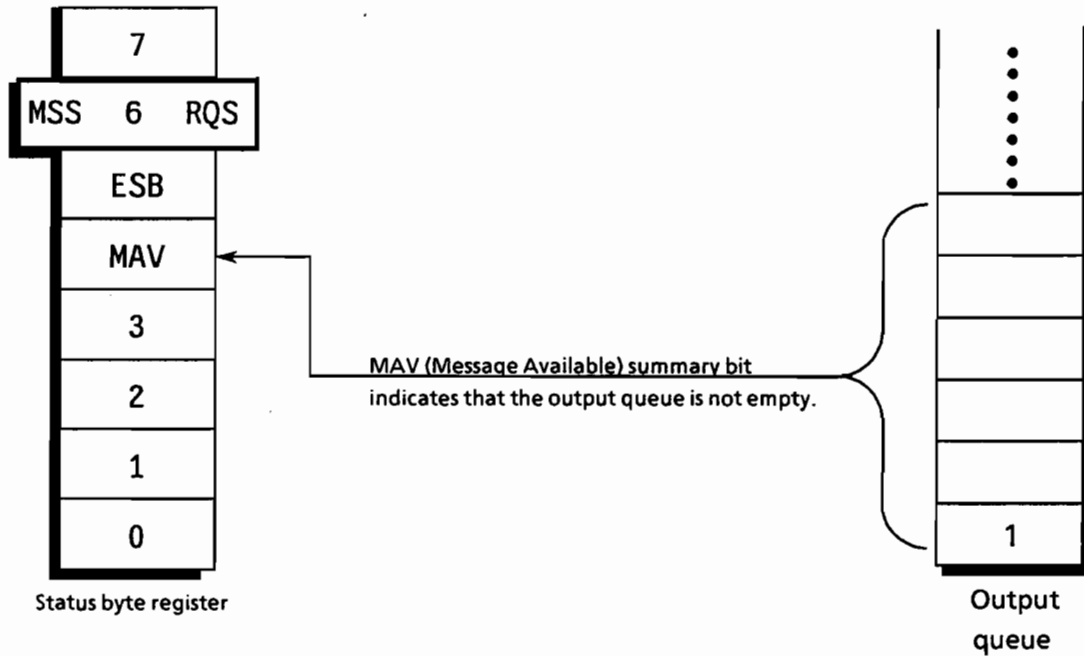 7
MSS 6 RQS
ESB
MAV
3
2
1
0
Status byte register
MAV (Message Available) summary bit
indicates that the output queue is not empty.
1
Output
queue